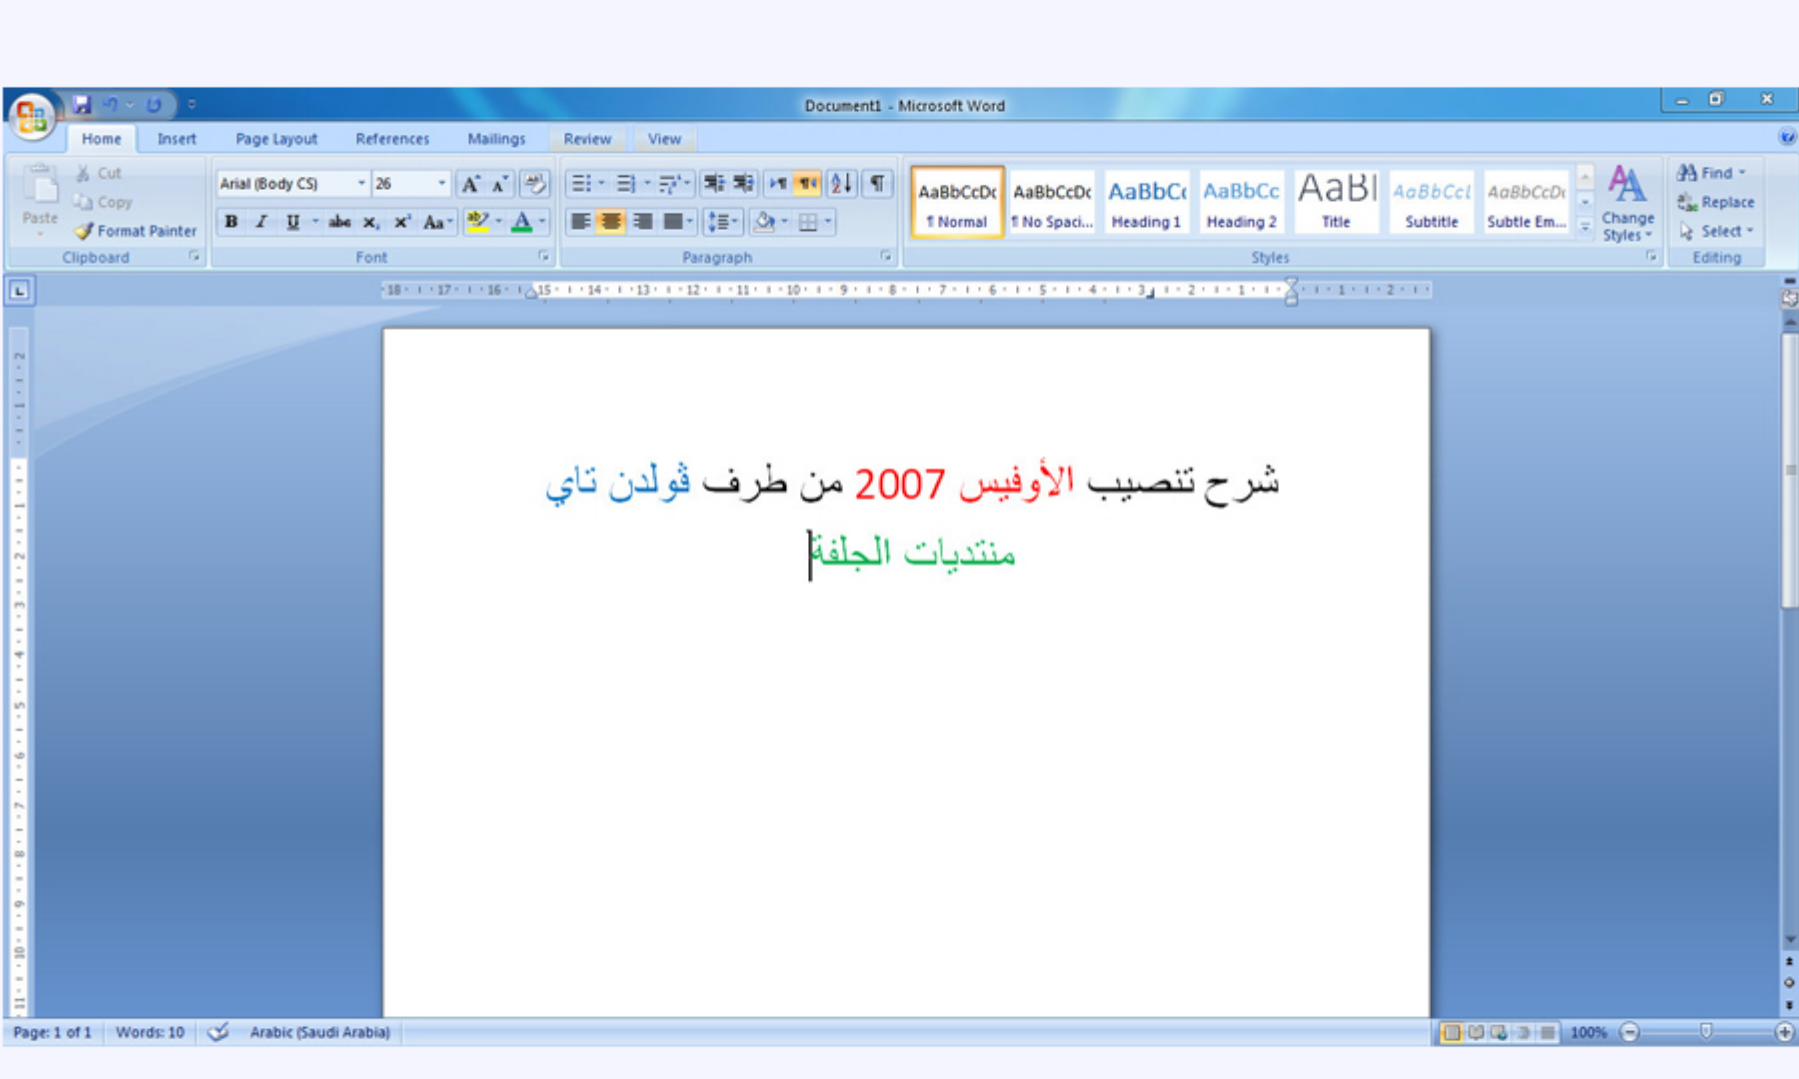 Document1 - Microsoft Word
Home Insert Page Layout References Mailings Review View
Paste Cut Copy Format Painter
Arial (Body CS) 26
AaBbCcDc AaBbCcDc AaBbC AaBbCc AaBl AaBbCcL AaBbCcDc
¶ Normal ¶ No Spaci... Heading 1 Heading 2 Title Subtitle Subtle Em...
Change Styles
Find
Replace
Select
Clipboard Font Paragraph Styles Editing
شرح تنصيب الأوفيس 2007 من طرف ڤولدن تاي
منتديات الجلفة
Page: 1 of 1 Words: 10 Arabic (Saudi Arabia) 100%